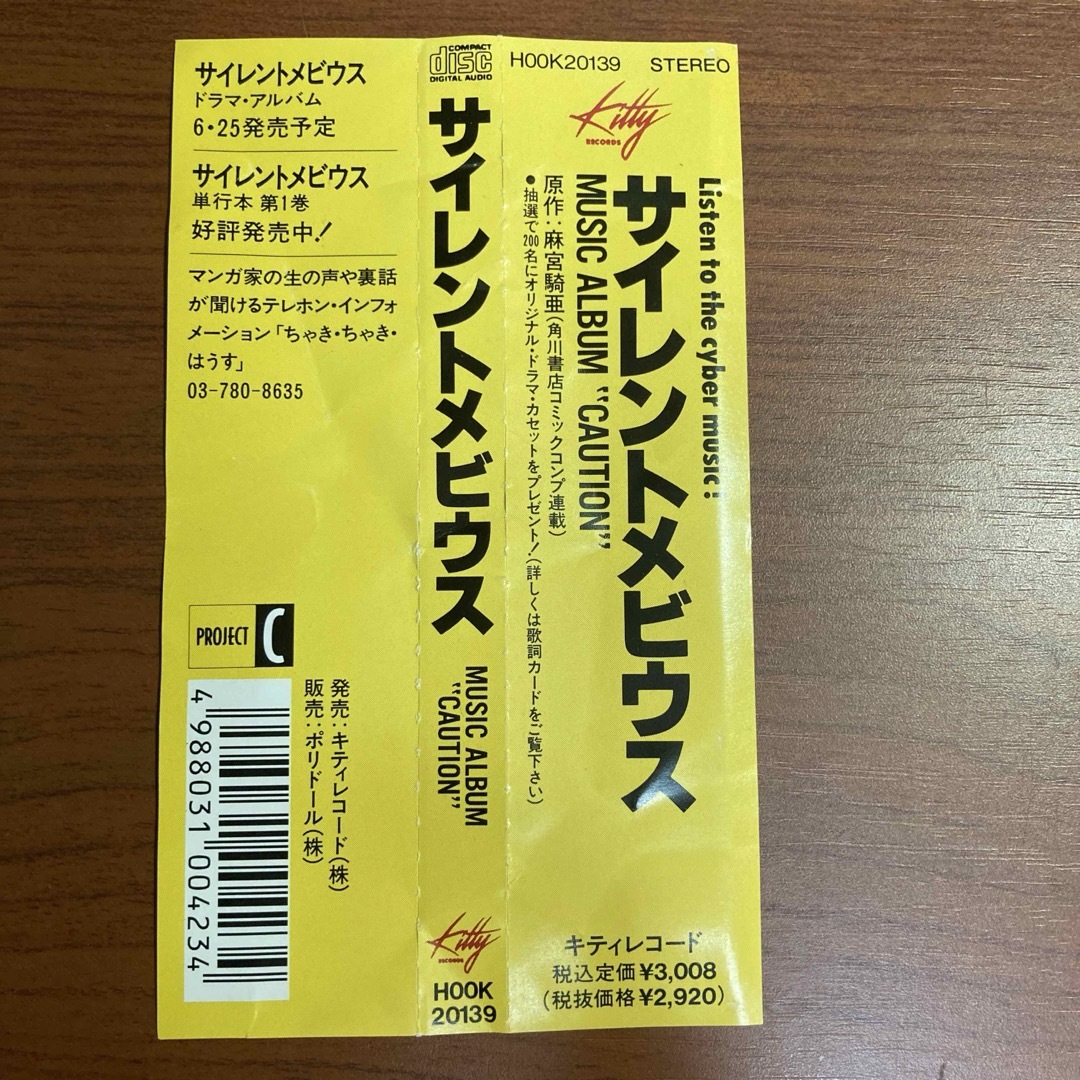 サイレントメビウス
ドラマ・アルバム
6・25発売予定
サイレントメビウス
単行本 第1巻
好評発売中!
マンガ家の生の声や裏話
が聞けるテレホン・インフォ
メーション「ちゃき・ちゃき・
はうす」
03-780-8635
PROJECT C
発売：キティレコード(株)
販売：ポリドール(株)
4 988031 004234
COMPACT
disc
DIGITAL AUDIO
サイレントメビウス
MUSIC ALBUM
"CAUTION"
Kitty
RECORDS
H00K
20139
H00K20139 STEREO
Kitty
RECORDS
Listen to the cyber music!
サイレントメビウス
MUSIC ALBUM "CAUTION"
原作：麻宮騎亜(角川書店コミックコンプ連載)
●抽選で200名にオリジナル・ドラマ・カセットをプレゼント!(詳しくは歌詞カードをご覧下さい)
キティレコード
税込定価¥3,008
(税抜価格¥2,920)